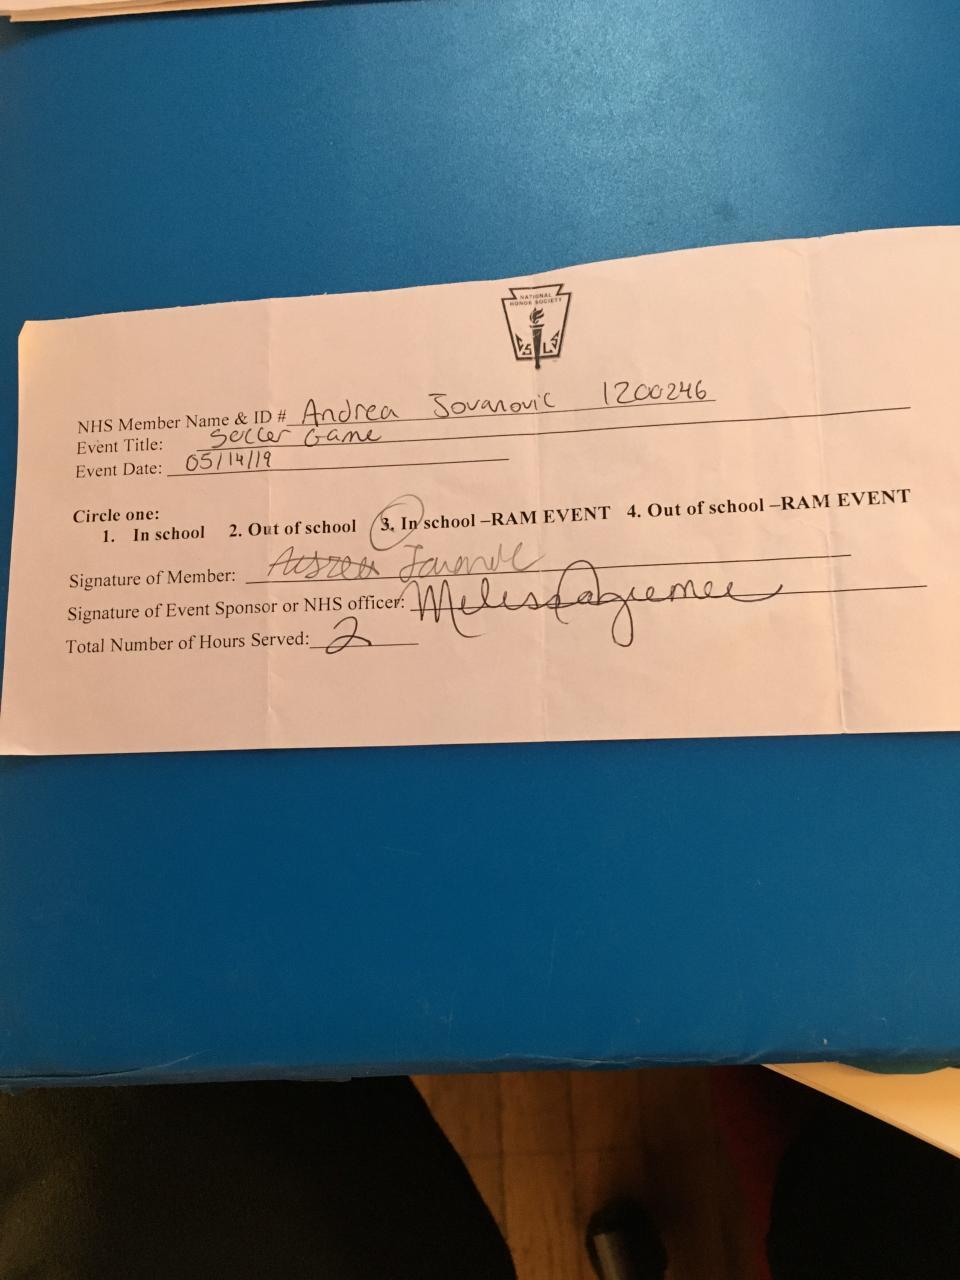 NATIONAL
HONOR SOCIETY
NHS Member Name & ID # Andrea Jovanovic 1200246
Event Title: Soccer Game
Event Date: 05/14/19
Circle one:
1. In school 2. Out of school 3. In school –RAM EVENT 4. Out of school –RAM EVENT
Signature of Member:
Signature of Event Sponsor or NHS officer: Melissa
Total Number of Hours Served: 2